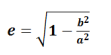 e = √(1 − b²/a²)